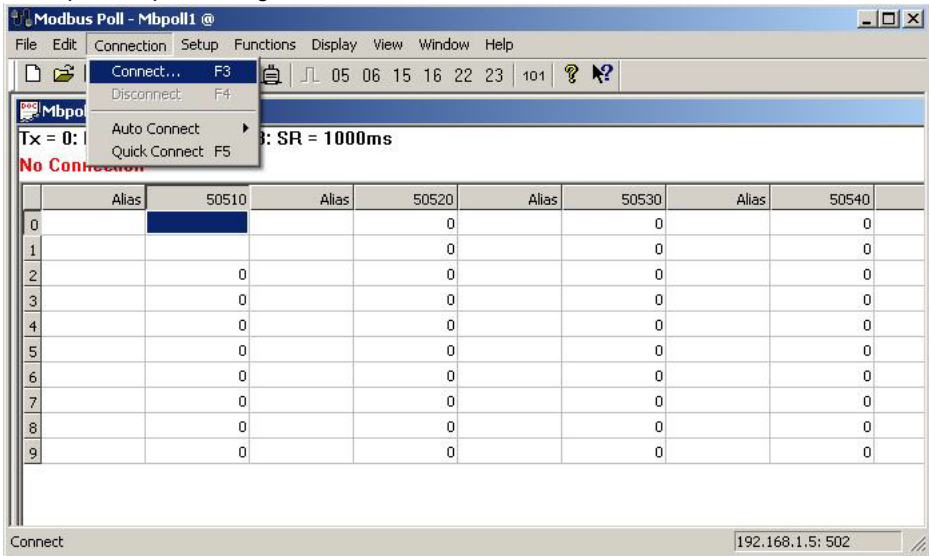 Modbus Poll - Mbpoll1 @
File Edit Connection Setup Functions Display View Window Help
Connect... F3
Disconnect F4
Auto Connect
Quick Connect F5
05 06 15 16 22 23 101
Tx = 0: : SR = 1000ms
No
Alias 50510 Alias 50520 Alias 50530 Alias 50540
0 0 0 0
1 0 0 0
2 0 0 0 0
3 0 0 0 0
4 0 0 0 0
5 0 0 0 0
6 0 0 0 0
7 0 0 0 0
8 0 0 0 0
9 0 0 0 0
Connect 192.168.1.5: 502